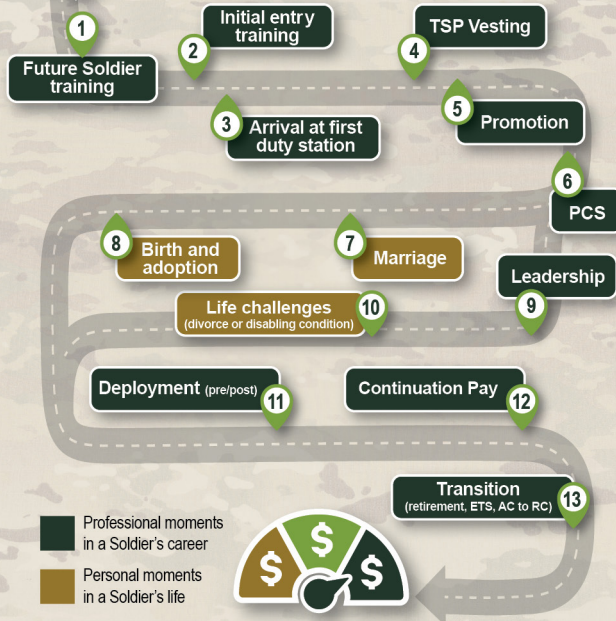 1
Future Soldier
training
2
Initial entry
training
3
Arrival at first
duty station
4
TSP Vesting
5
Promotion
6
PCS
7
Marriage
8
Birth and
adoption
9
Leadership
10
Life challenges
(divorce or disabling condition)
11
Deployment (pre/post)
12
Continuation Pay
13
Transition
(retirement, ETS, AC to RC)
Professional moments
in a Soldier's career
Personal moments
in a Soldier's life
$
$
$